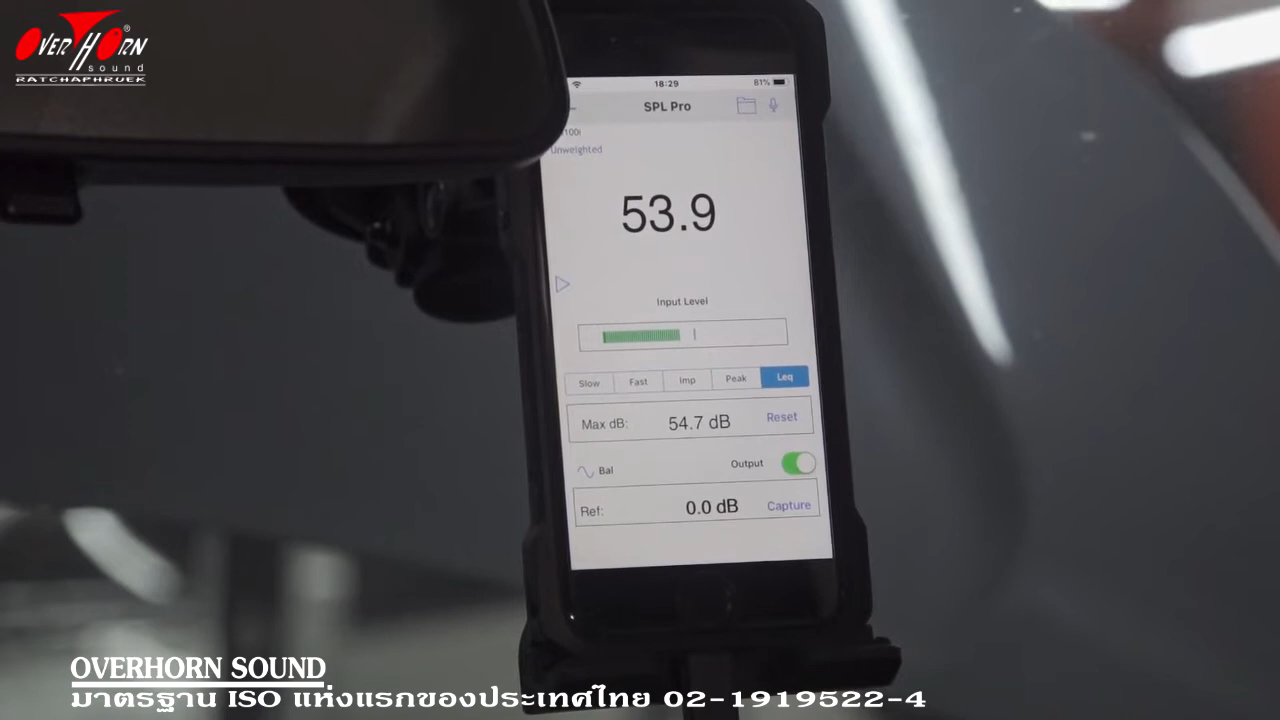 OVERHORN®
sound
RATCHAPHRUEK
18:29
81%
SPL Pro
100i
Unweighted
53.9
Input Level
Slow Fast Imp Peak Leq
Max dB: 54.7 dB Reset
Bal Output
Ref: 0.0 dB Capture
OVERHORN SOUND
มาตรฐาน ISO แห่งแรกของประเทศไทย 02-1919522-4